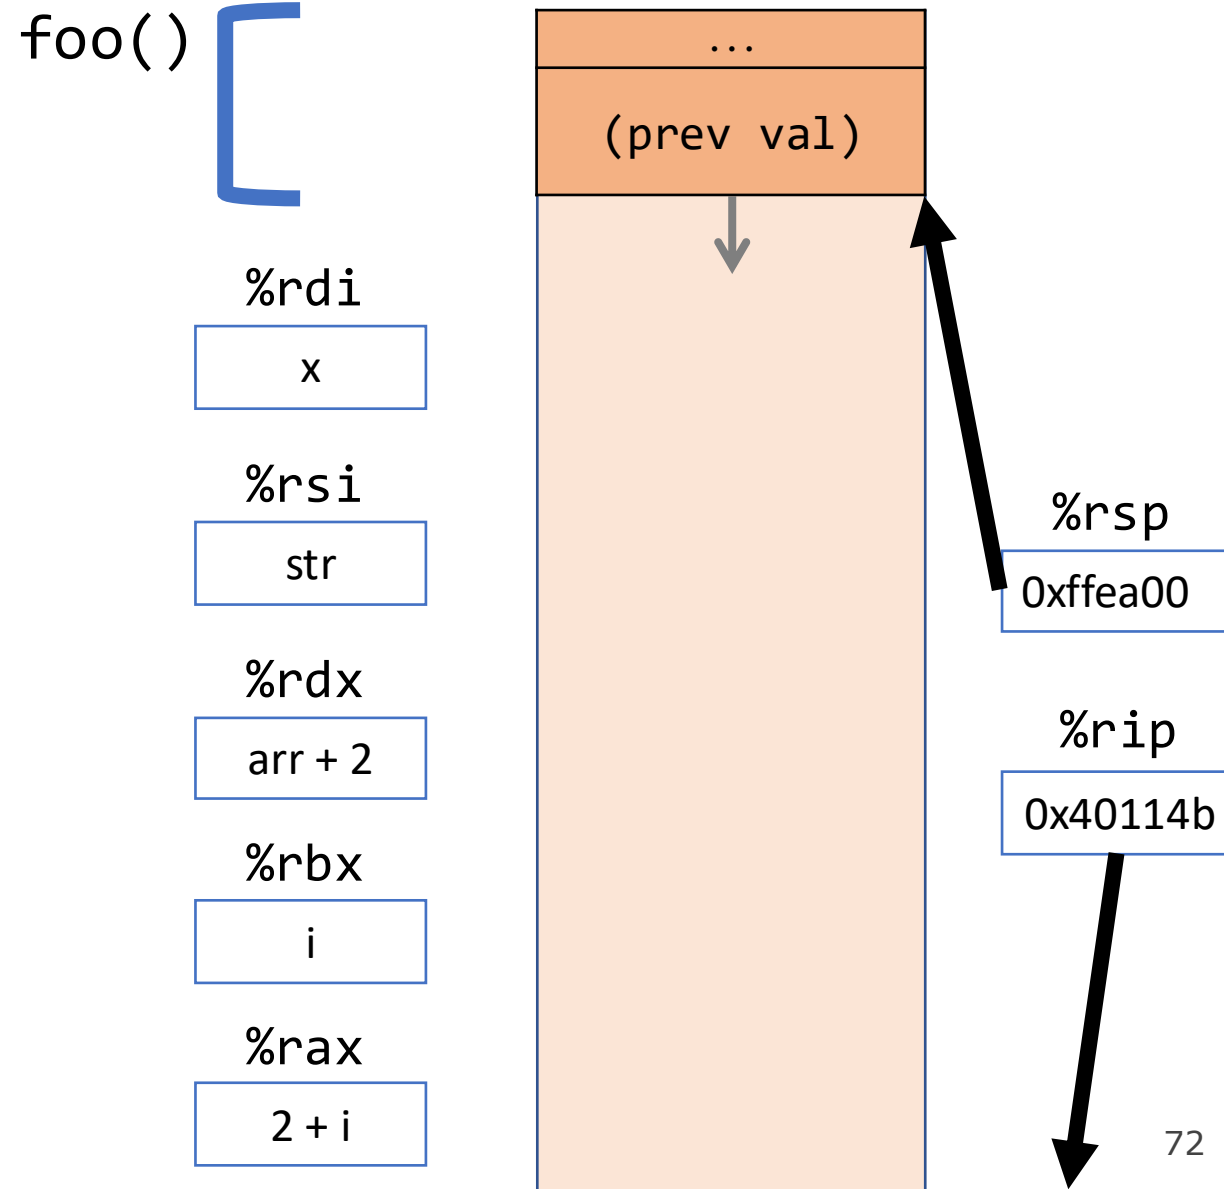 foo()
...
(prev val)
%rdi
x
%rsi
str
%rdx
arr + 2
%rbx
i
%rax
2 + i
%rsp
0xffea00
%rip
0x40114b
72